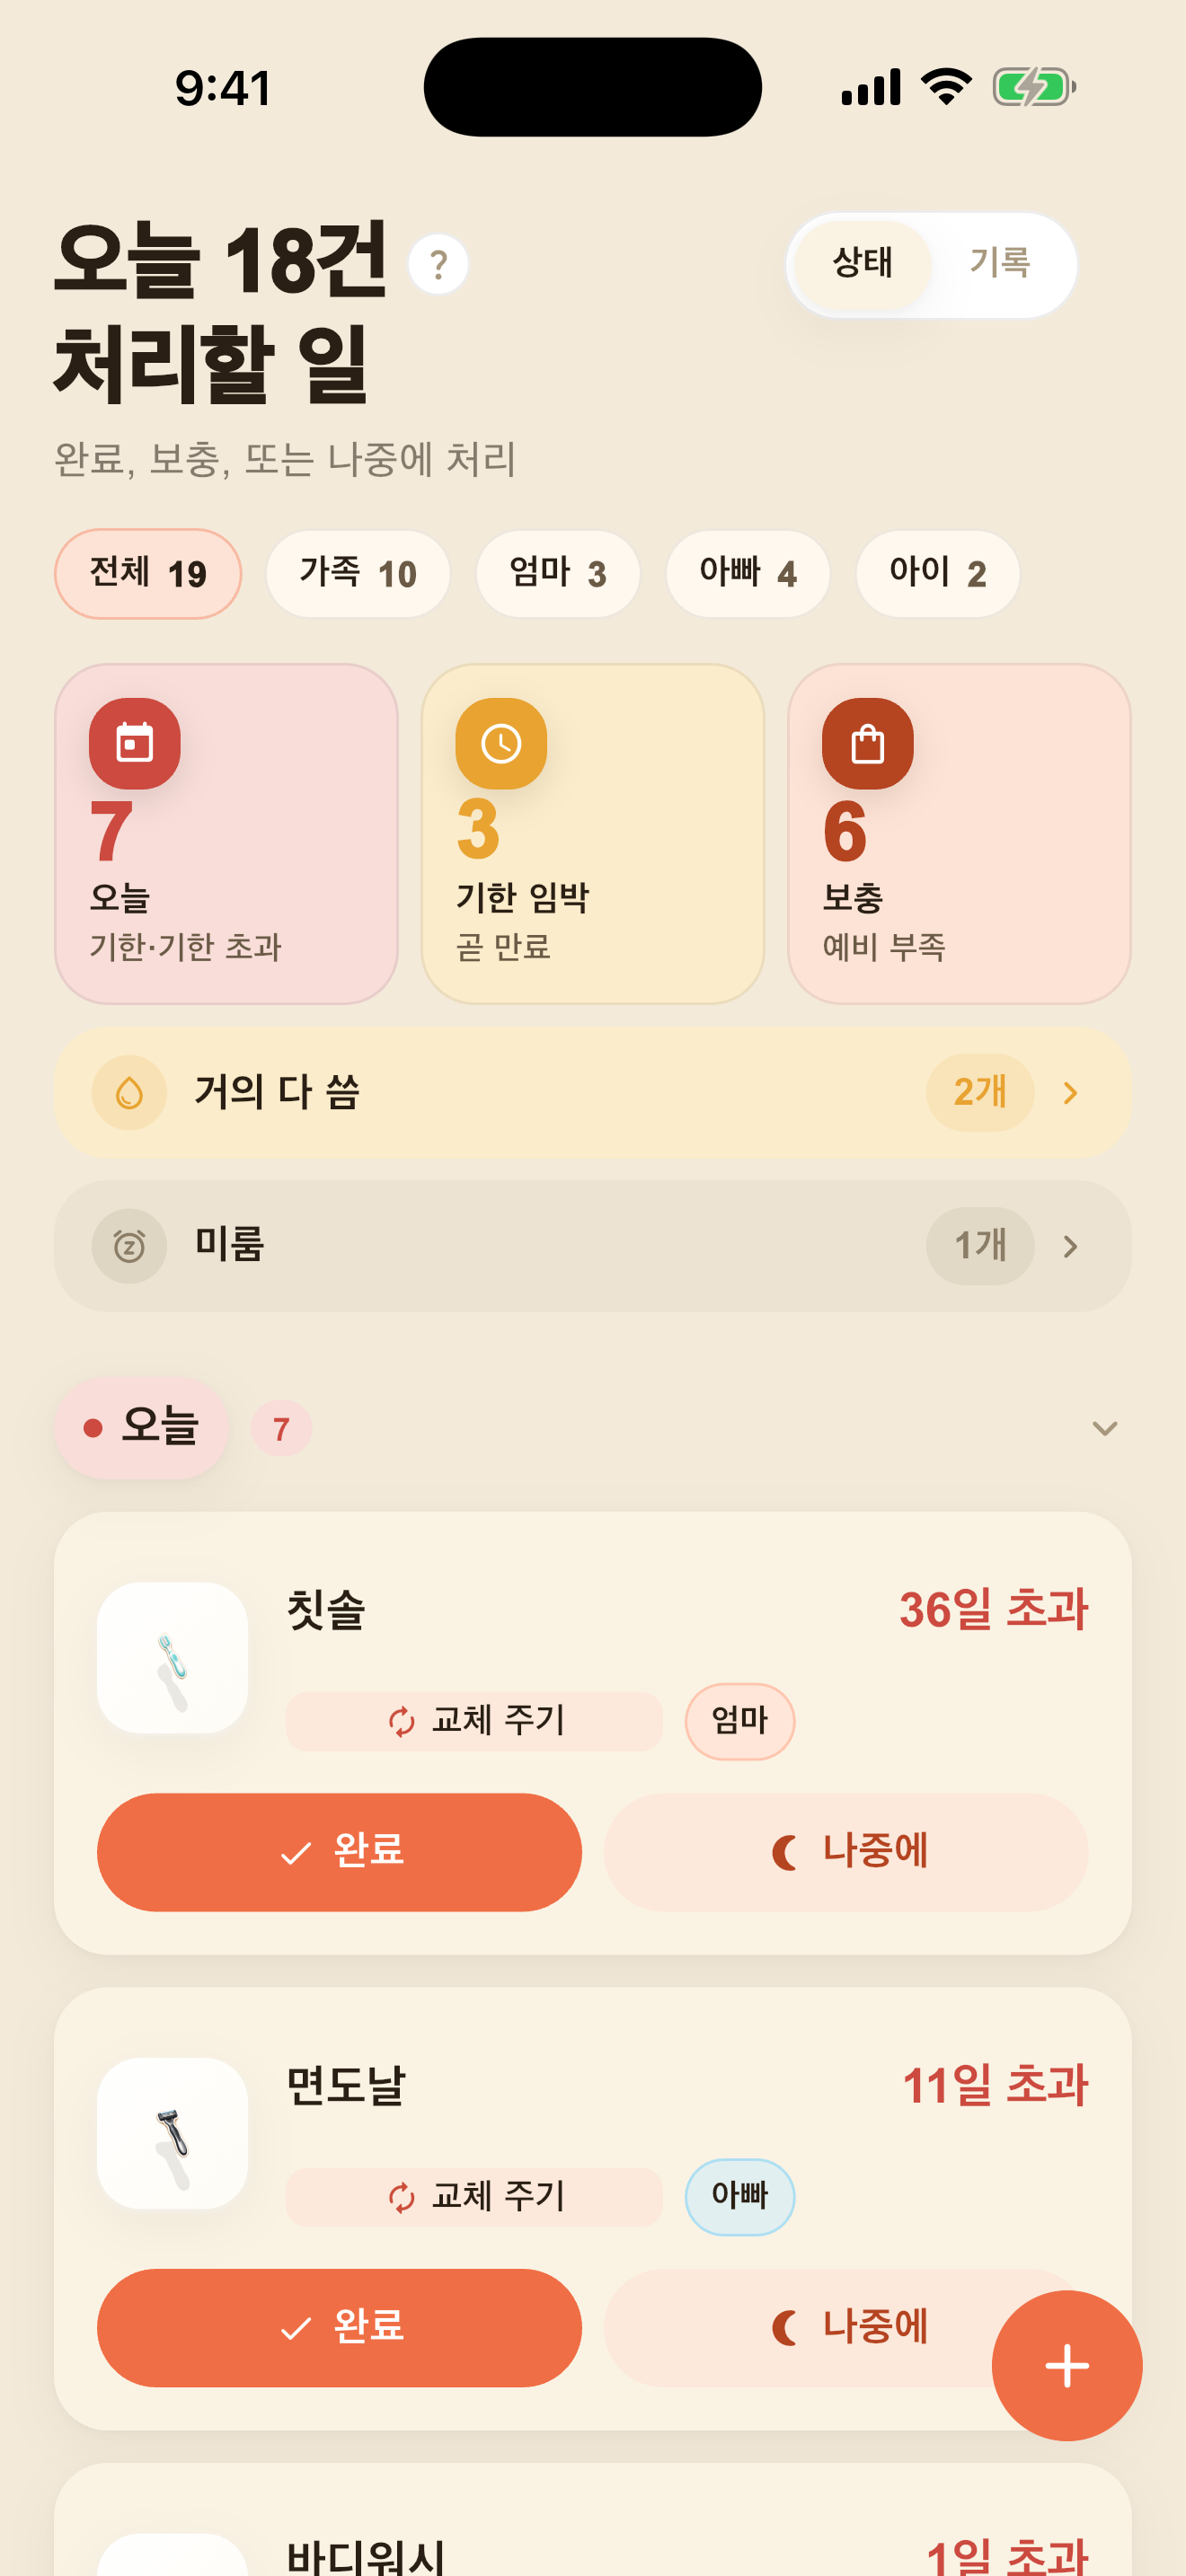 9:41
오늘 18건 ?
처리할 일
상태 기록
완료, 보충, 또는 나중에 처리
전체 19 가족 10 엄마 3 아빠 4 아이 2
7
오늘
기한·기한 초과
3
기한 임박
곧 만료
6
보충
예비 부족
거의 다 씀 2개
미룸 1개
오늘 7
칫솔 36일 초과
교체 주기 엄마
완료 나중에
면도날 11일 초과
교체 주기 아빠
완료 나중에
바디워시 1일 초과